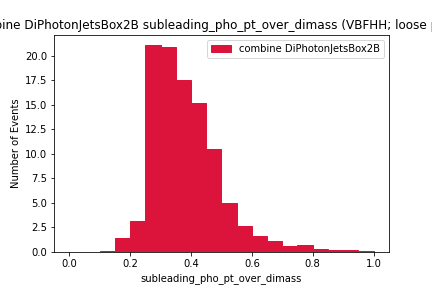 bine DiPhotonJetsBox2B subleading_pho_pt_over_dimass (VBFHH; loose p
combine DiPhotonJetsBox2B
20.0
17.5
15.0
12.5
10.0
7.5
5.0
2.5
0.0
Number of Events
0.0 0.2 0.4 0.6 0.8 1.0
subleading_pho_pt_over_dimass